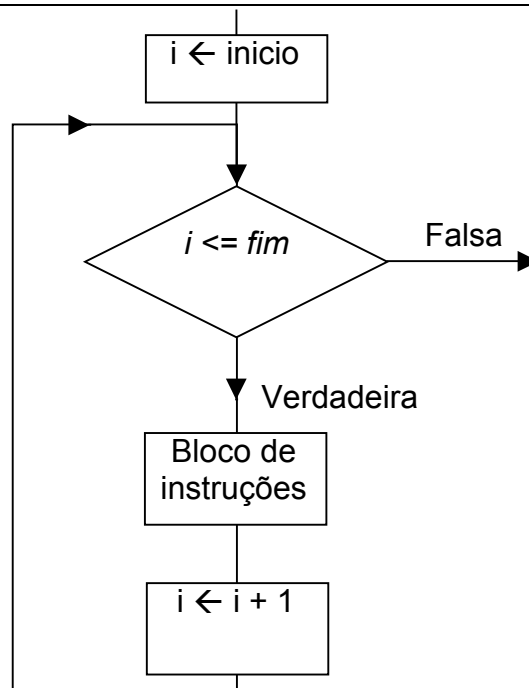 i ← inicio
i <= fim
Falsa
Verdadeira
Bloco de
instruções
i ← i + 1